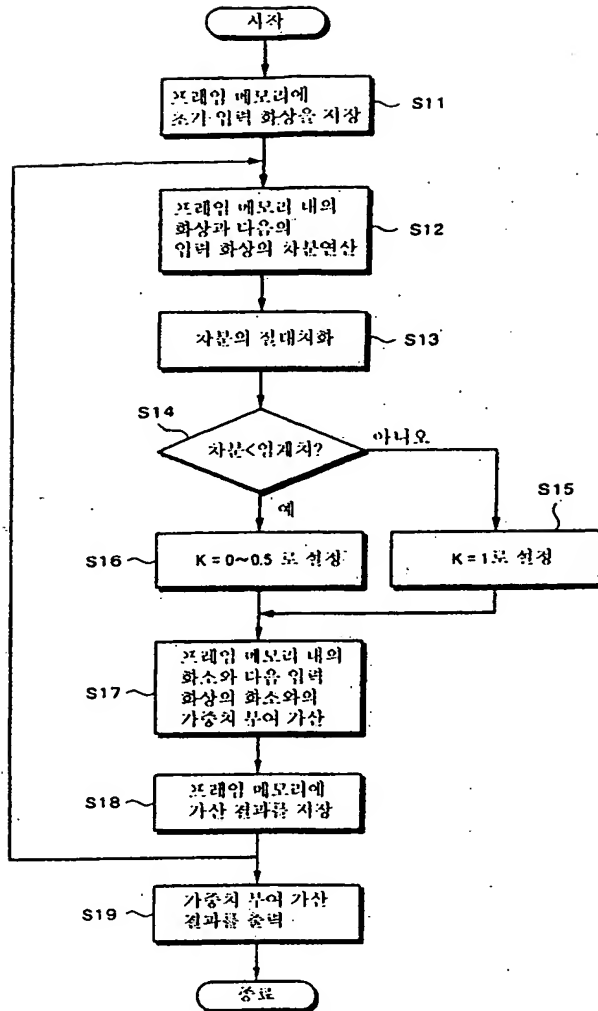 시작
프레임 메모리에
초기 입력 화상을 저장
S11
프레임 메모리 내의
화상과 다음의
입력 화상의 차분연산
S12
차분의 절대치화
S13
S14
차분<임계치?
아니오
예
S15
S16
K = 0~0.5 로 설정
K = 1로 설정
프레임 메모리 내의
화소와 다음 입력
화상의 화소와의
가중치 부여 가산
S17
프레임 메모리에
가산 결과를 저장
S18
가중치 부여 가산
결과를 출력
S19
종료